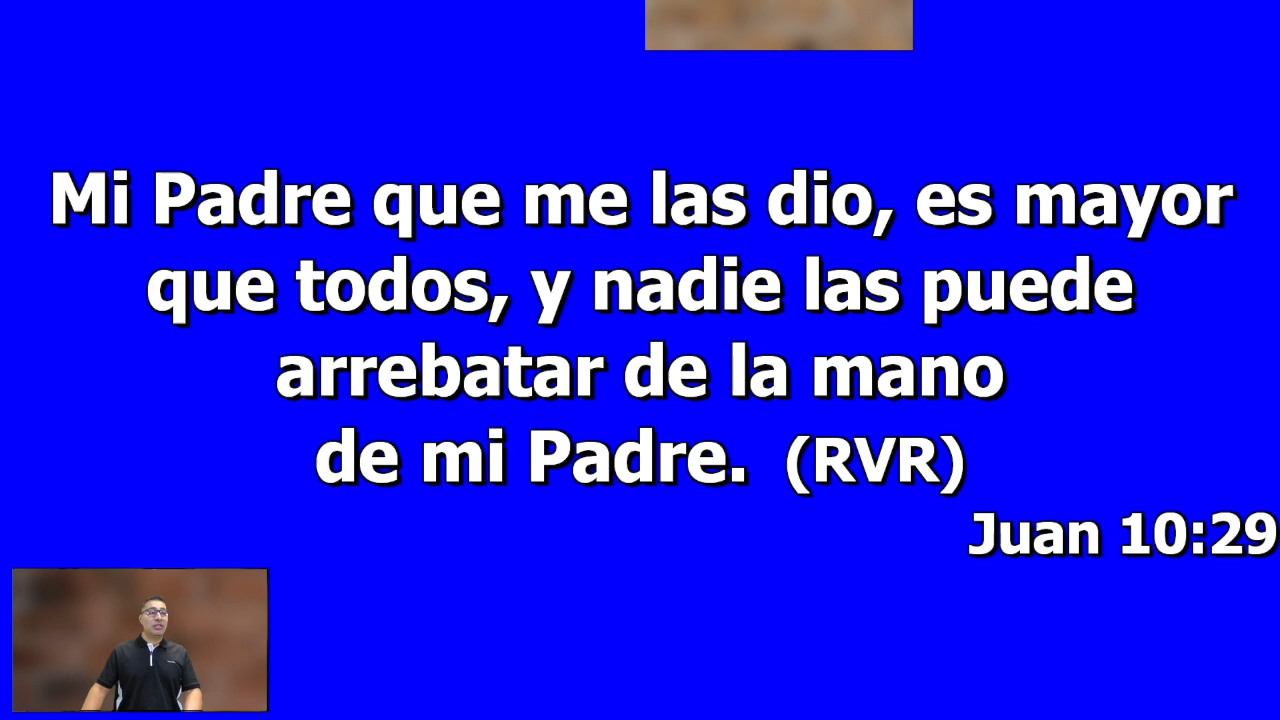 Mi Padre que me las dio, es mayor
que todos, y nadie las puede
arrebatar de la mano
de mi Padre. (RVR)
Juan 10:29